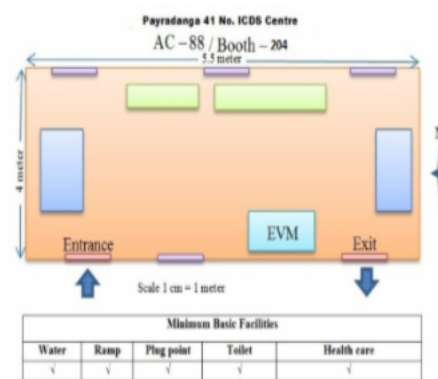 Payradanga 41 No. ICDS Centre
AC - 88 / Booth - 204
5.5 meter
4 meter
EVM
Entrance
Exit
Scale 1 cm = 1 meter
Minimum Basic Facilities
Water Ramp Plug point Toilet Health care
√ √ √ √ √